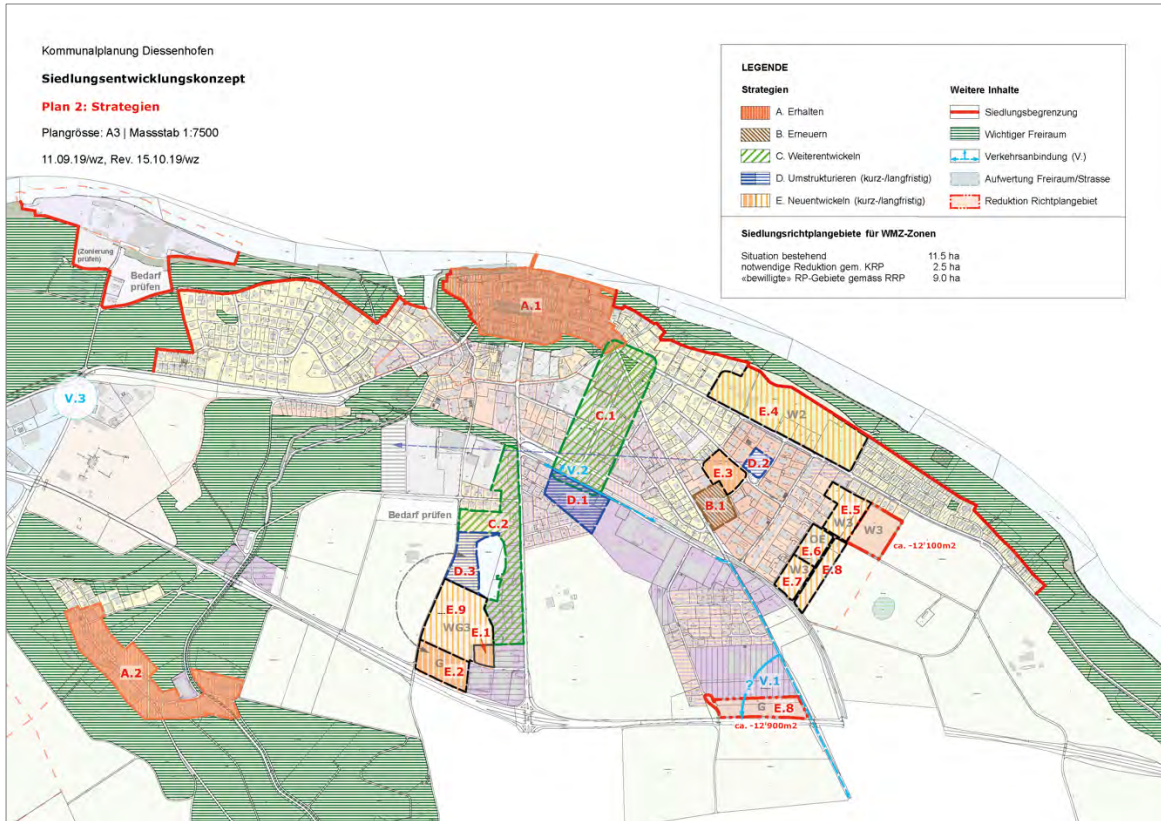 Kommunalplanung Diessenhofen
Siedlungsentwicklungskonzept
Plan 2: Strategien
Plangrösse: A3 | Massstab 1:7500
11.09.19/wz, Rev. 15.10.19/wz
LEGENDE
Strategien
A. Erhalten
B. Erneuern
C. Weiterentwickeln
D. Umstrukturieren (kurz-/langfristig)
E. Neuentwickeln (kurz-/langfristig)
Weitere Inhalte
Siedlungsbegrenzung
Wichtiger Freiraum
Verkehrsanbindung (V.)
Aufwertung Freiraum/Strasse
Reduktion Richtplangebiet
Siedlungsrichtplangebiete für WMZ-Zonen
Situation bestehend 11.5 ha
notwendige Reduktion gem. KRP 2.5 ha
«bewilligte» RP-Gebiete gemäss RRP 9.0 ha
(Zonierung
prüfen)
Bedarf
prüfen
A.1
V.3
C.1
E.4
W2
?
V.2
E.3
D.2
B.1
D.1
Bedarf prüfen
C.2
E.5
W3
W3
ca. -12'100m2
DE
E.6
W3
E.7
E.8
D.3
E.9
WG3
E.1
G
E.2
A.2
?
V.1
G
E.8
ca. -12'900m2